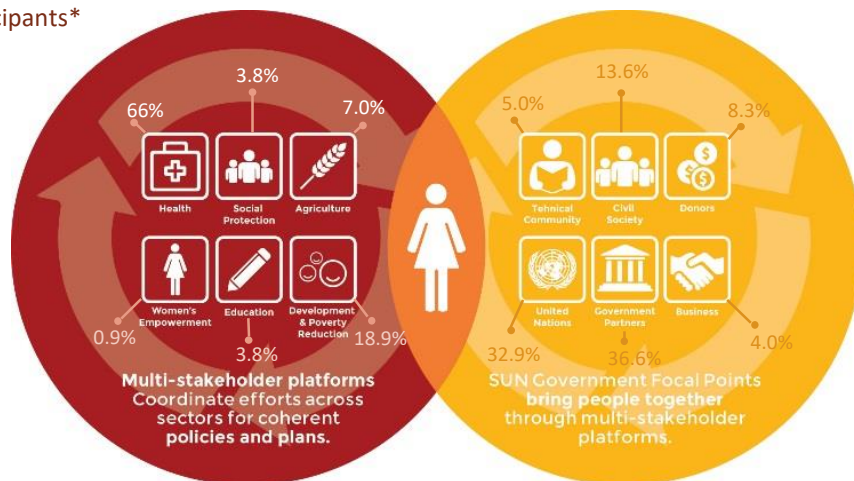 cipants*
66%
3.8%
7.0%
Health
Social
Protection
Agriculture
Women's
Empowerment
Education
Development
& Poverty
Reduction
0.9%
3.8%
18.9%
Multi-stakeholder platforms
Coordinate efforts across
sectors for coherent
policies and plans.
5.0%
13.6%
8.3%
Tehnical
Community
Civil
Society
Donors
United
Nations
Government
Partners
Business
32.9%
36.6%
4.0%
SUN Government Focal Points
bring people together
through multi-stakeholder
platforms.